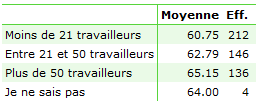 Moyenne Eff.
Moins de 21 travailleurs 60.75 212
Entre 21 et 50 travailleurs 62.79 146
Plus de 50 travailleurs 65.15 136
Je ne sais pas 64.00 4